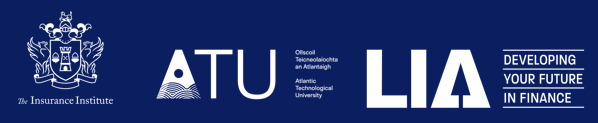 The Insurance Institute
ATU
Ollscoil
Teicneolaíochta
an Atlantaigh
Atlantic
Technological
University
LIA
DEVELOPING
YOUR FUTURE
IN FINANCE